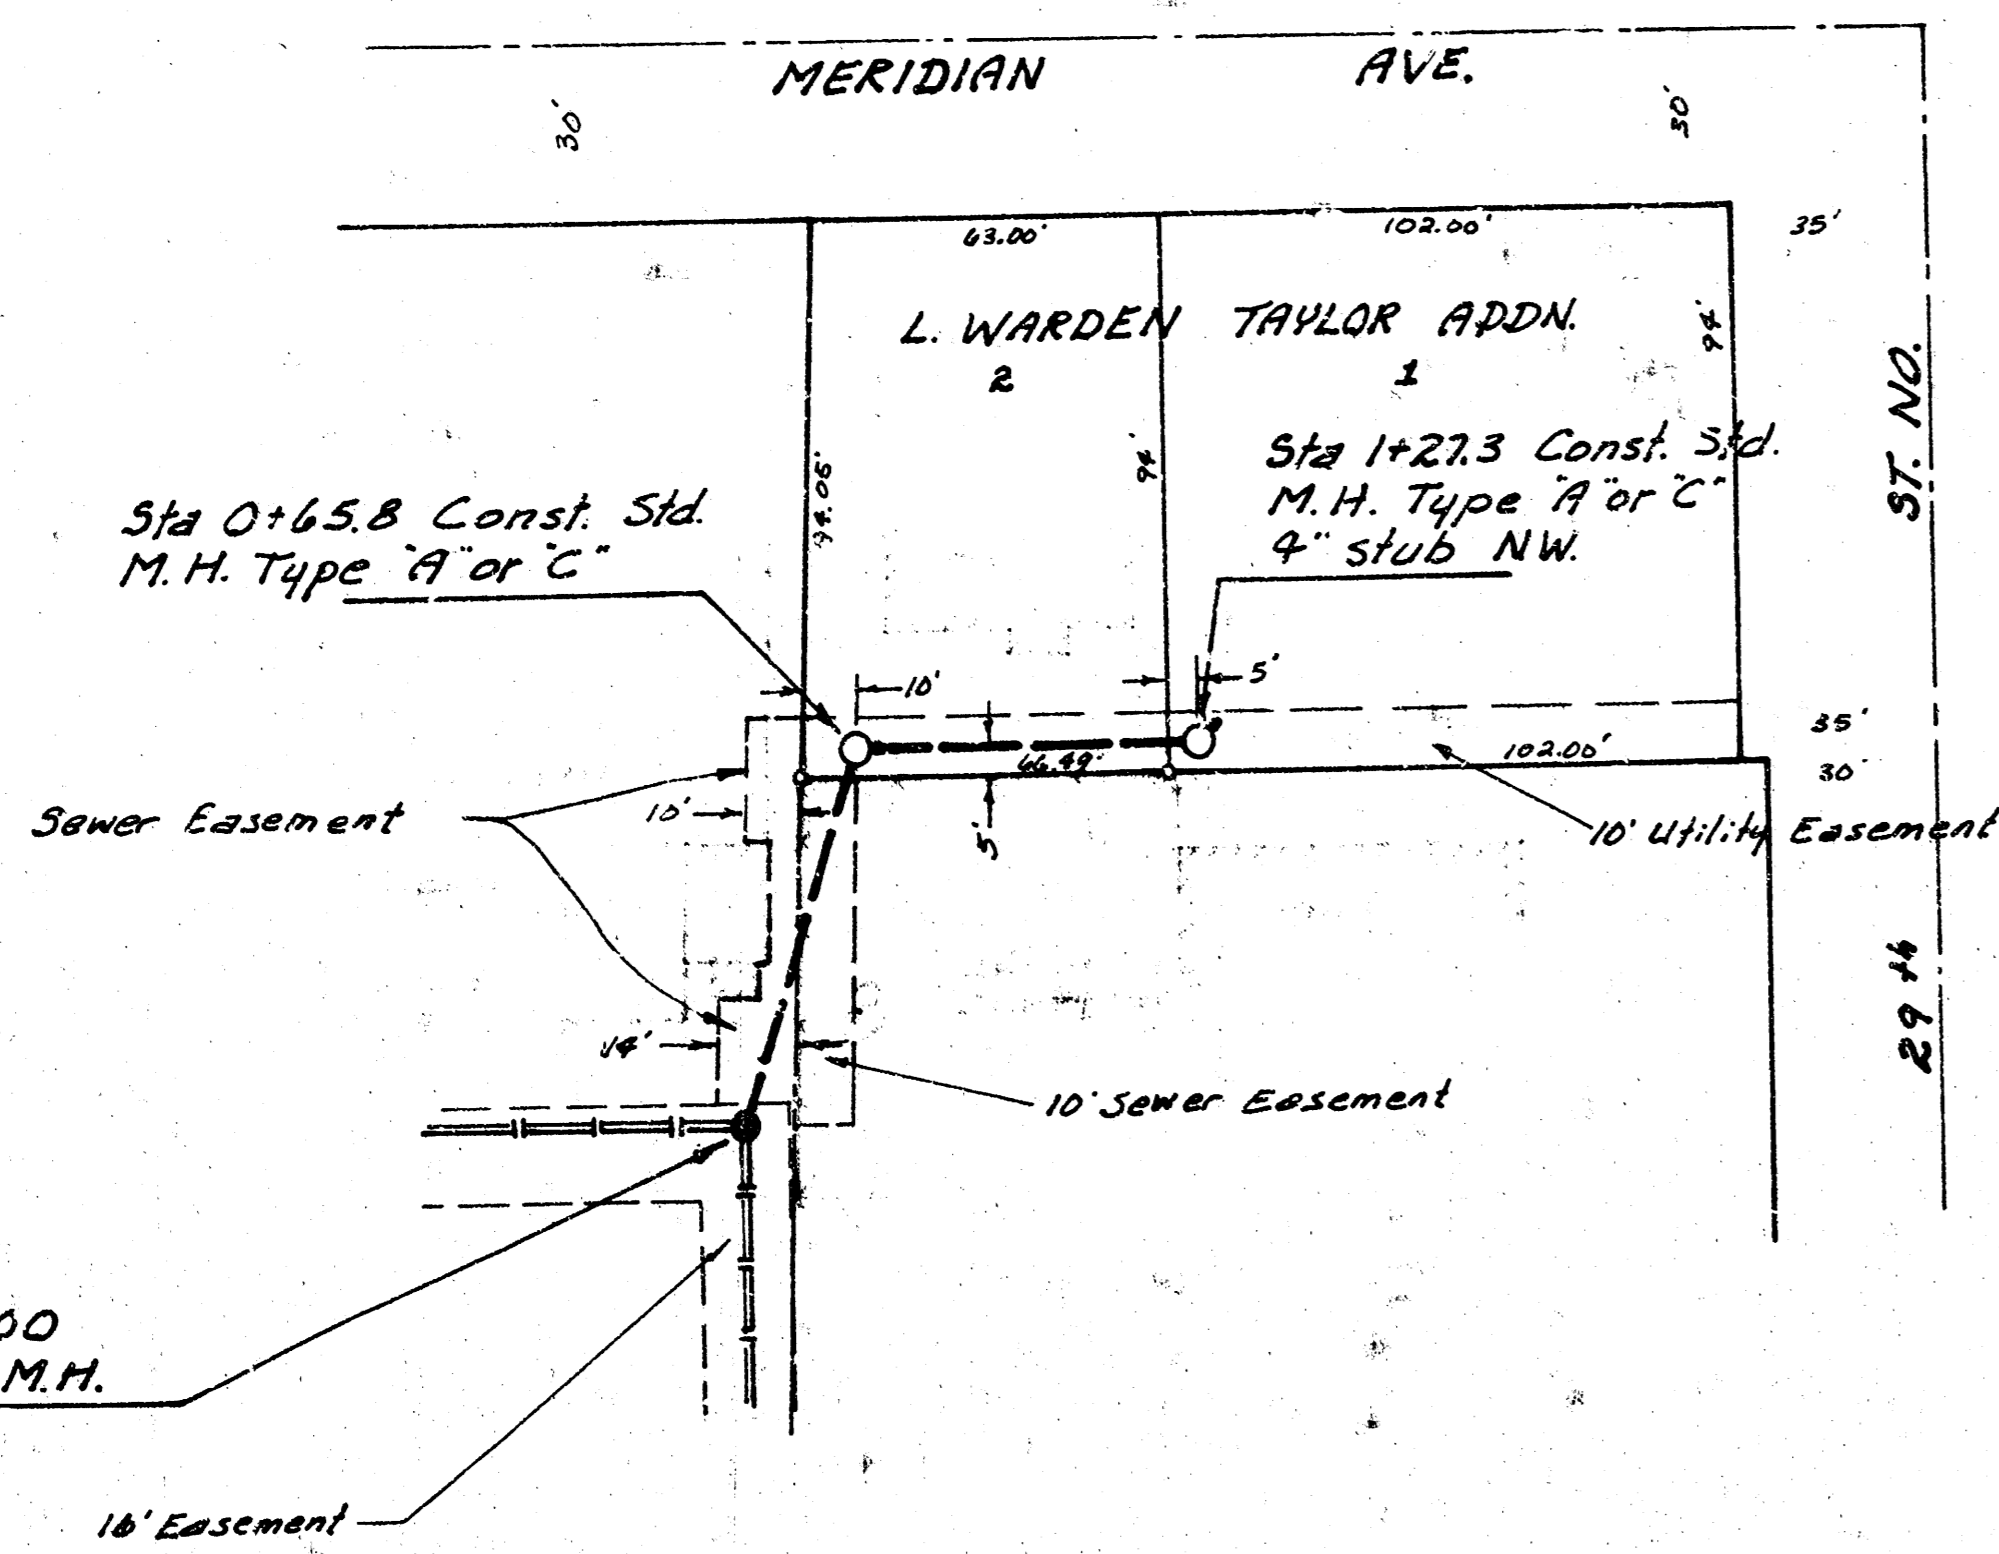 MERIDIAN AVE.
30'
30'
63.00'
102.00'
35'
L. WARDEN TAYLOR ADDN.
2
1
94'
ST. NO.
Sta 1+27.3 Const. Std.
M.H. Type "A" or "C"
4" stub NW.
94.05'
94'
Sta 0+65.8 Const. Std.
M.H. Type "A" or "C"
10'
5'
35'
66.49'
102.00'
30'
Sewer Easement
10'
5'
10' Utility Easement
29th
14'
10' Sewer Easement
M.H.
16' Easement